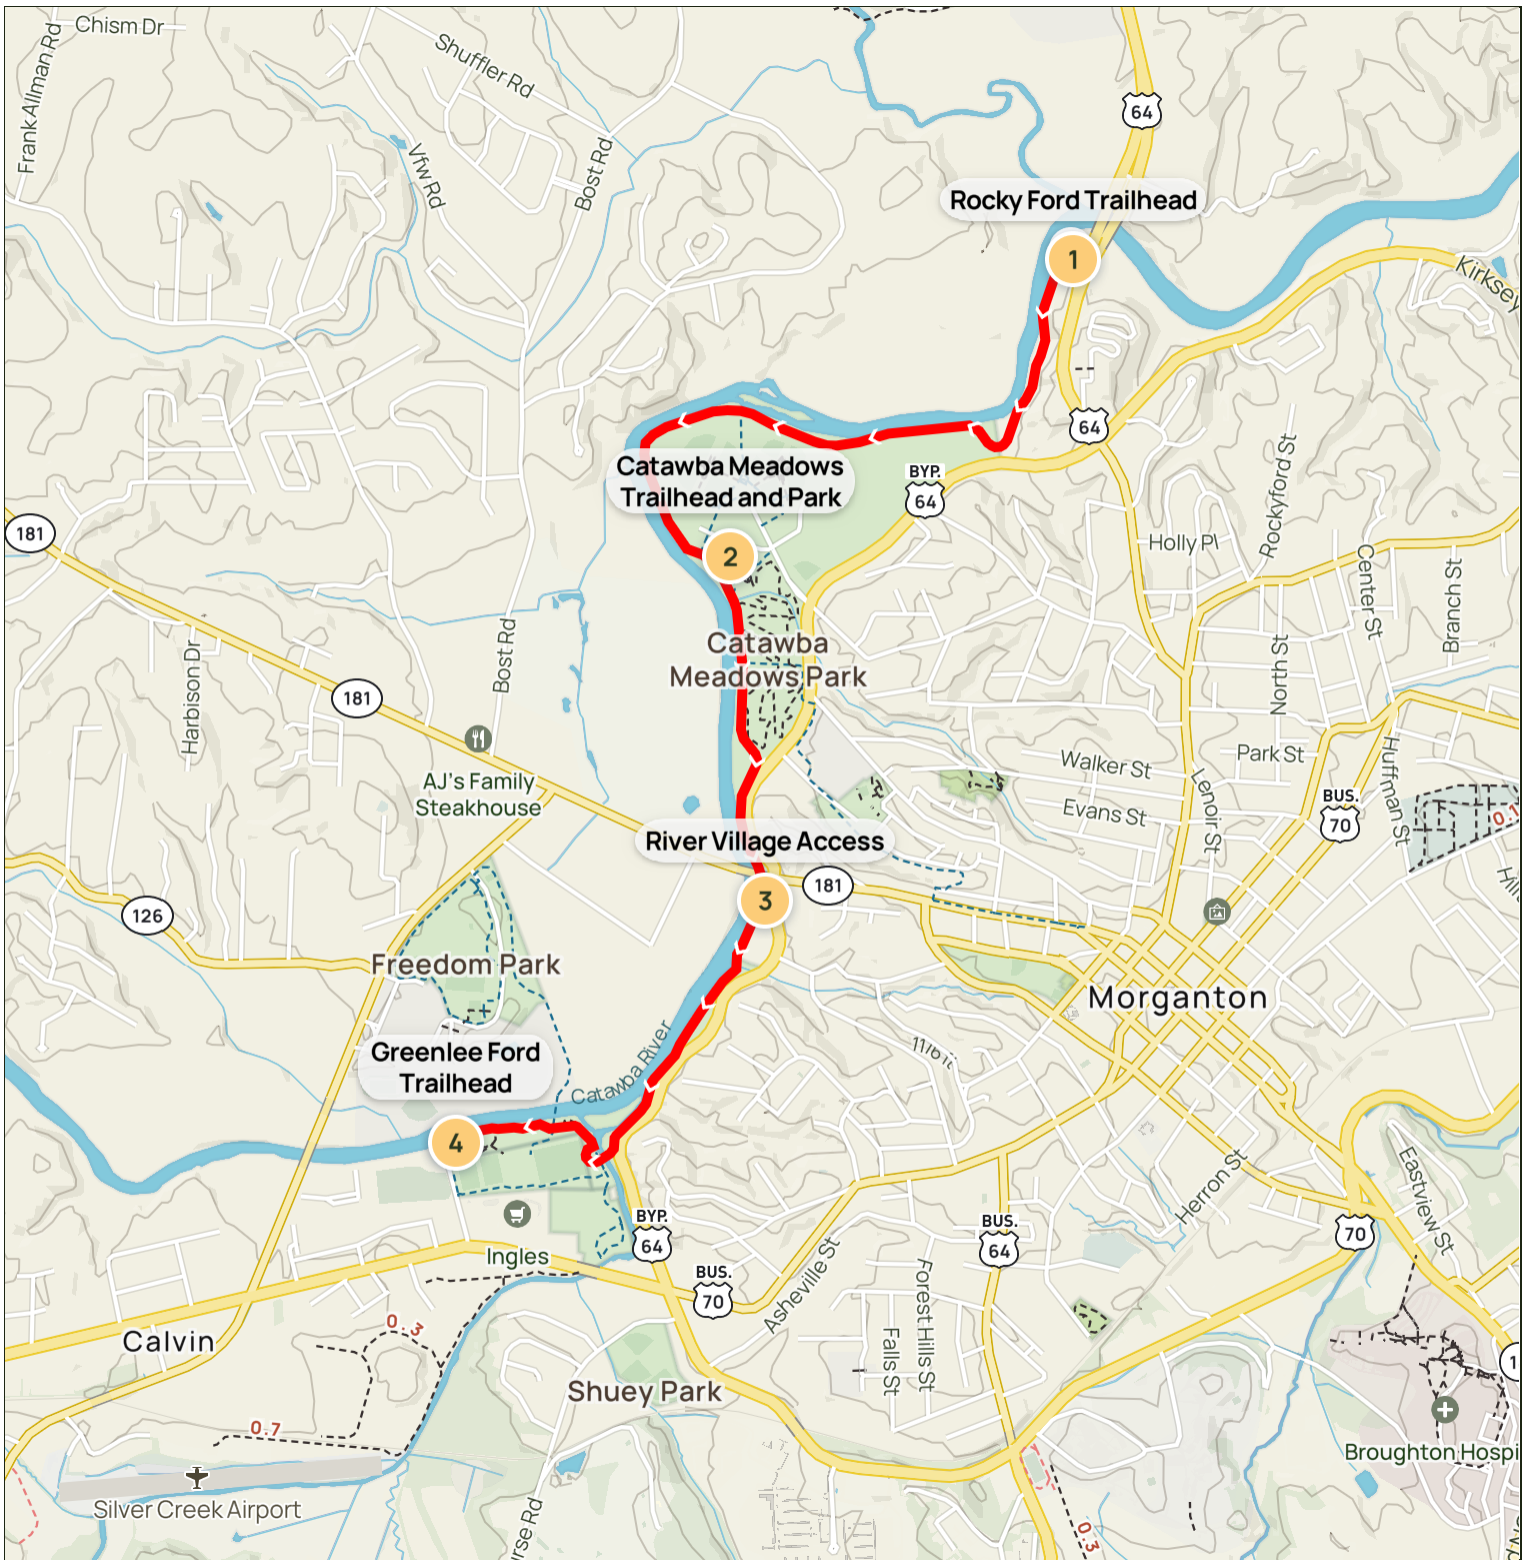 Chism Dr
Frank Allman Rd
Shuffler Rd
Vfw Rd
Bost Rd
64
Rocky Ford Trailhead
1
Kirksey
64
BYP.
64
Catawba Meadows
Trailhead and Park
2
181
Holly Pl
Rockyford St
Center St
Branch St
Harbison Dr
Bost Rd
181
Catawba
Meadows Park
North St
AJ's Family
Steakhouse
Walker St
Evans St
Lenoir St
Park St
Huffman St
BUS.
70
0.1
River Village Access
3
181
126
Freedom Park
Morganton
Greenlee Ford
Trailhead
4
Catawba River
Ingles
BYP.
64
BUS.
70
Asheville St
Forest Hills St
Falls St
BUS.
64
Herron St
Eastview St
70
Calvin
0.3
0.7
Shuey Park
Silver Creek Airport
Broughton Hospi
0.3